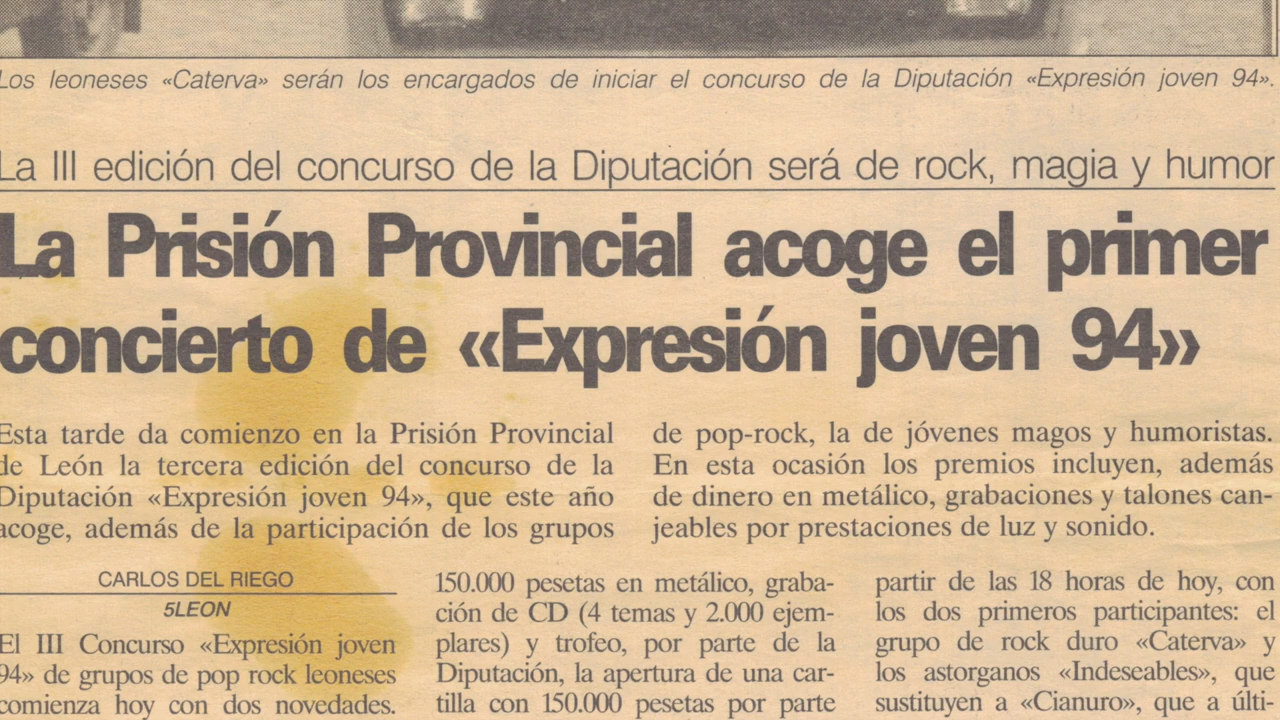 Los leoneses «Caterva» serán los encargados de iniciar el concurso de la Diputación «Expresión joven 94».
La III edición del concurso de la Diputación será de rock, magia y humor
La Prisión Provincial acoge el primer
concierto de «Expresión joven 94»
Esta tarde da comienzo en la Prisión Provincial
de León la tercera edición del concurso de la
Diputación «Expresión joven 94», que este año
acoge, además de la participación de los grupos
de pop-rock, la de jóvenes magos y humoristas.
En esta ocasión los premios incluyen, además
de dinero en metálico, grabaciones y talones can-
jeables por prestaciones de luz y sonido.
CARLOS DEL RIEGO
5LEON
El III Concurso «Expresión joven
94» de grupos de pop rock leoneses
comienza hoy con dos novedades.
150.000 pesetas en metálico, graba-
ción de CD (4 temas y 2.000 ejem-
plares) y trofeo, por parte de la
Diputación, la apertura de una car-
tilla con 150.000 pesetas por parte
partir de las 18 horas de hoy, con
los dos primeros participantes: el
grupo de rock duro «Caterva» y
los astorganos «Indeseables», que
sustituyen a «Cianuro», que a últi-